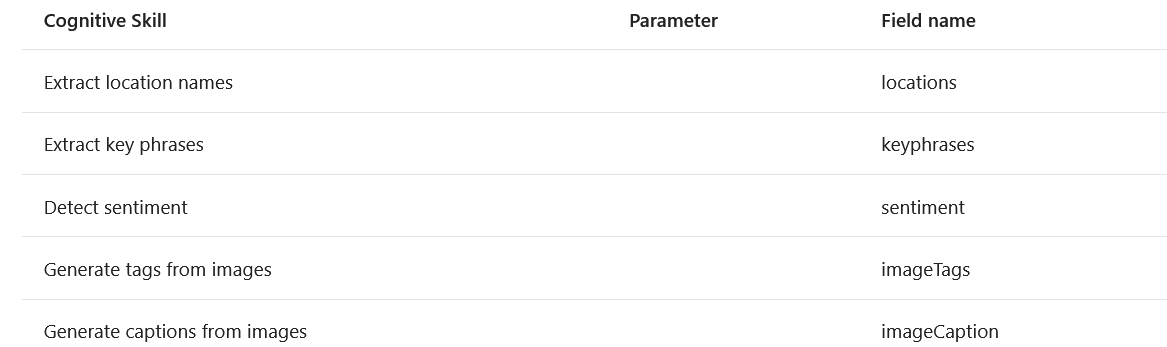 Cognitive Skill Parameter Field name
Extract location names locations
Extract key phrases keyphrases
Detect sentiment sentiment
Generate tags from images imageTags
Generate captions from images imageCaption